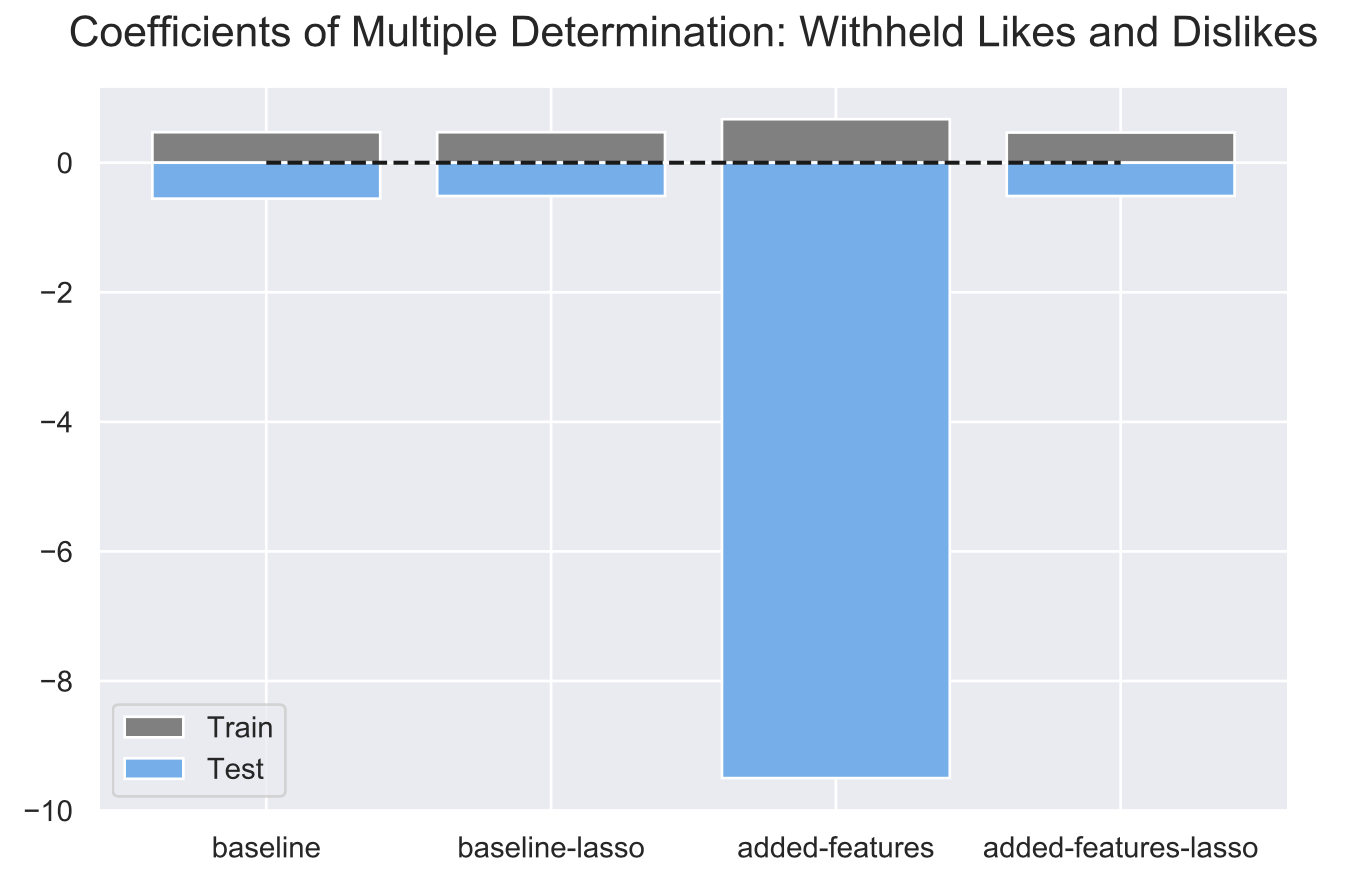 Coefficients of Multiple Determination: Withheld Likes and Dislikes
0
−2
−4
−6
−8
−10
Train
Test
baseline
baseline-lasso
added-features
added-features-lasso